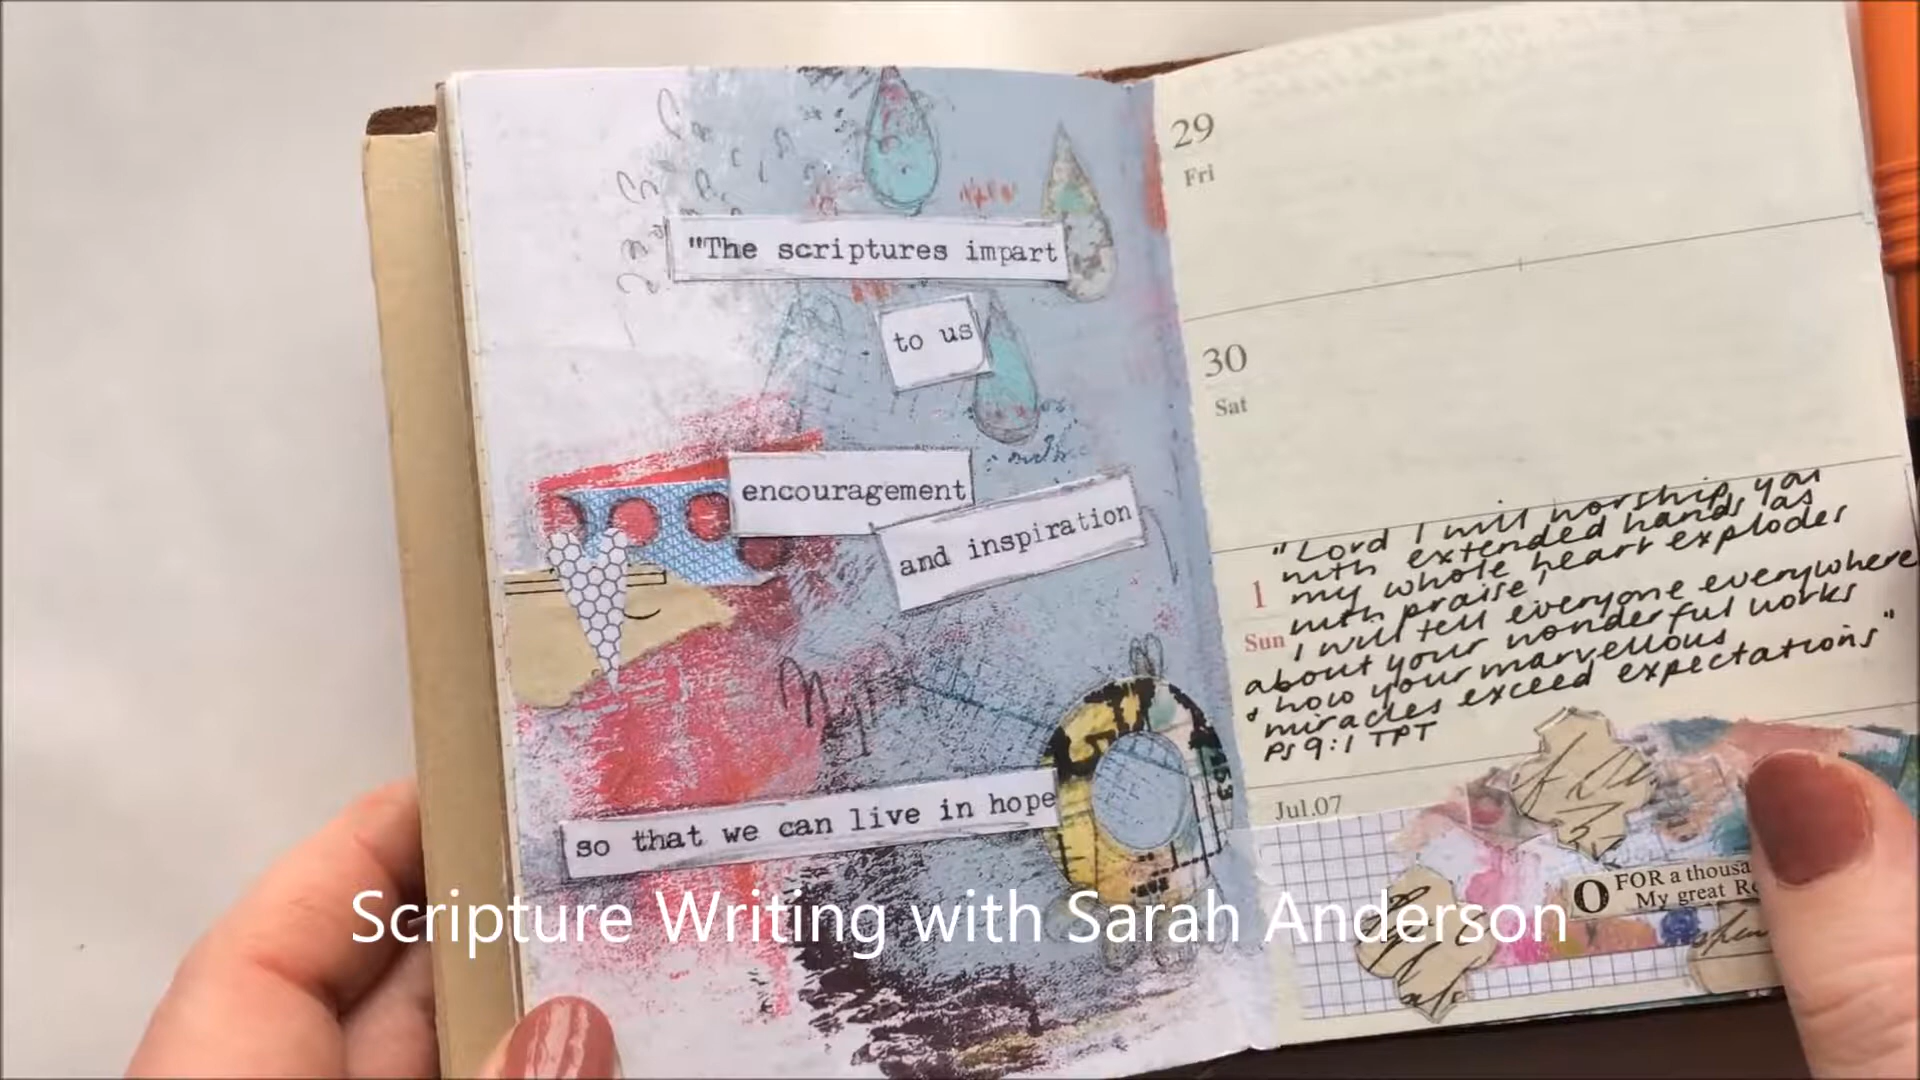 "The scriptures impart
to us
encouragement
and inspiration
so that we can live in hope
29
Fri
30
Sat
1
Sun
"Lord I will worship you
with extended hands as
my whole heart explodes
with praise!
I will tell everyone everywhere
about your wonderful works
& how your marvellous
miracles exceed expectations"
Ps 9:1 TPT
Jul.07
O FOR a thousa
My great Re
Scripture Writing with Sarah Anderson